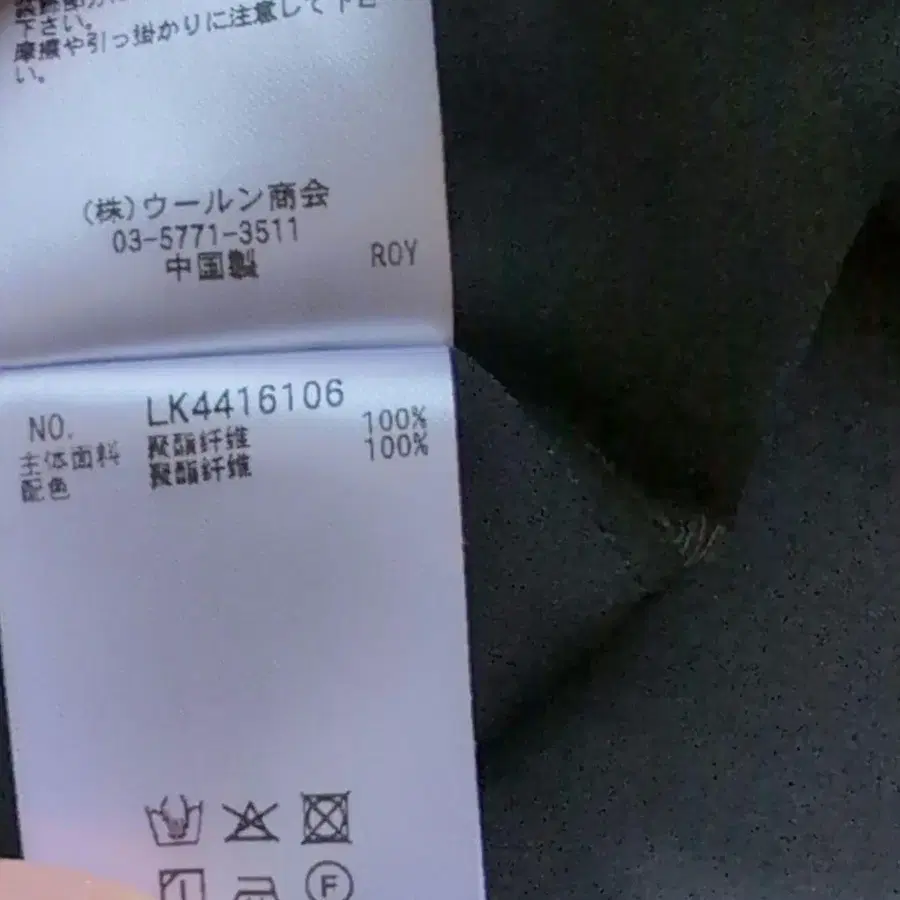 下さい。
摩擦や引っ掛かりに注意して下さ
い。
(株)ウールン商会
03-5771-3511
中国製 ROY
NO. LK4416106
主体面料 聚酯纤维 100%
配色 聚酯纤维 100%
F